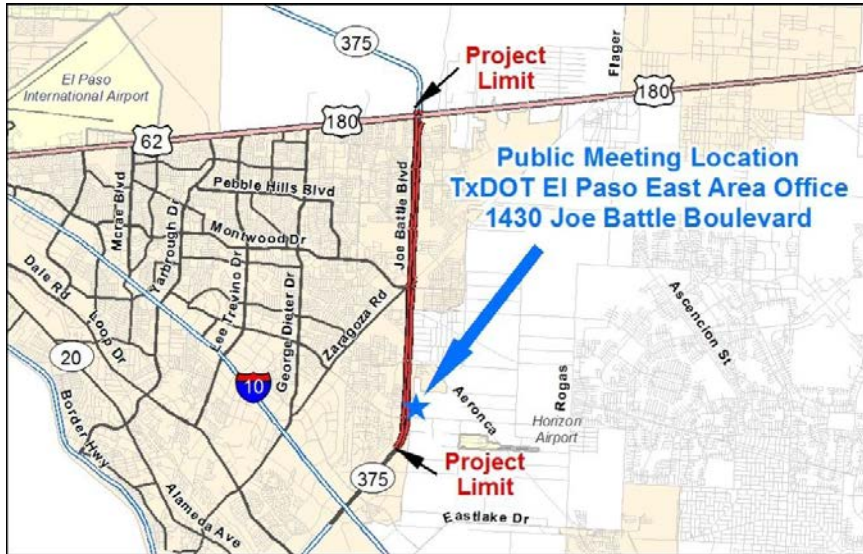 375
Project
Limit
Flager
El Paso
International Airport
180
180
62
Public Meeting Location
TxDOT El Paso East Area Office
1430 Joe Battle Boulevard
Pebble Hills Blvd
Mcrae Blvd
Yarbrough Dr
Montwood Dr
Joe Battle Blvd
Dale Rd
Loop Dr
Lee Trevino Dr
George Dieter Dr
Zaragoza Rd
Ascencion St
20
10
Aeronca
Rogas
Horizon
Airport
Border Hwy
Alameda Ave
375
Project
Limit
Eastlake Dr